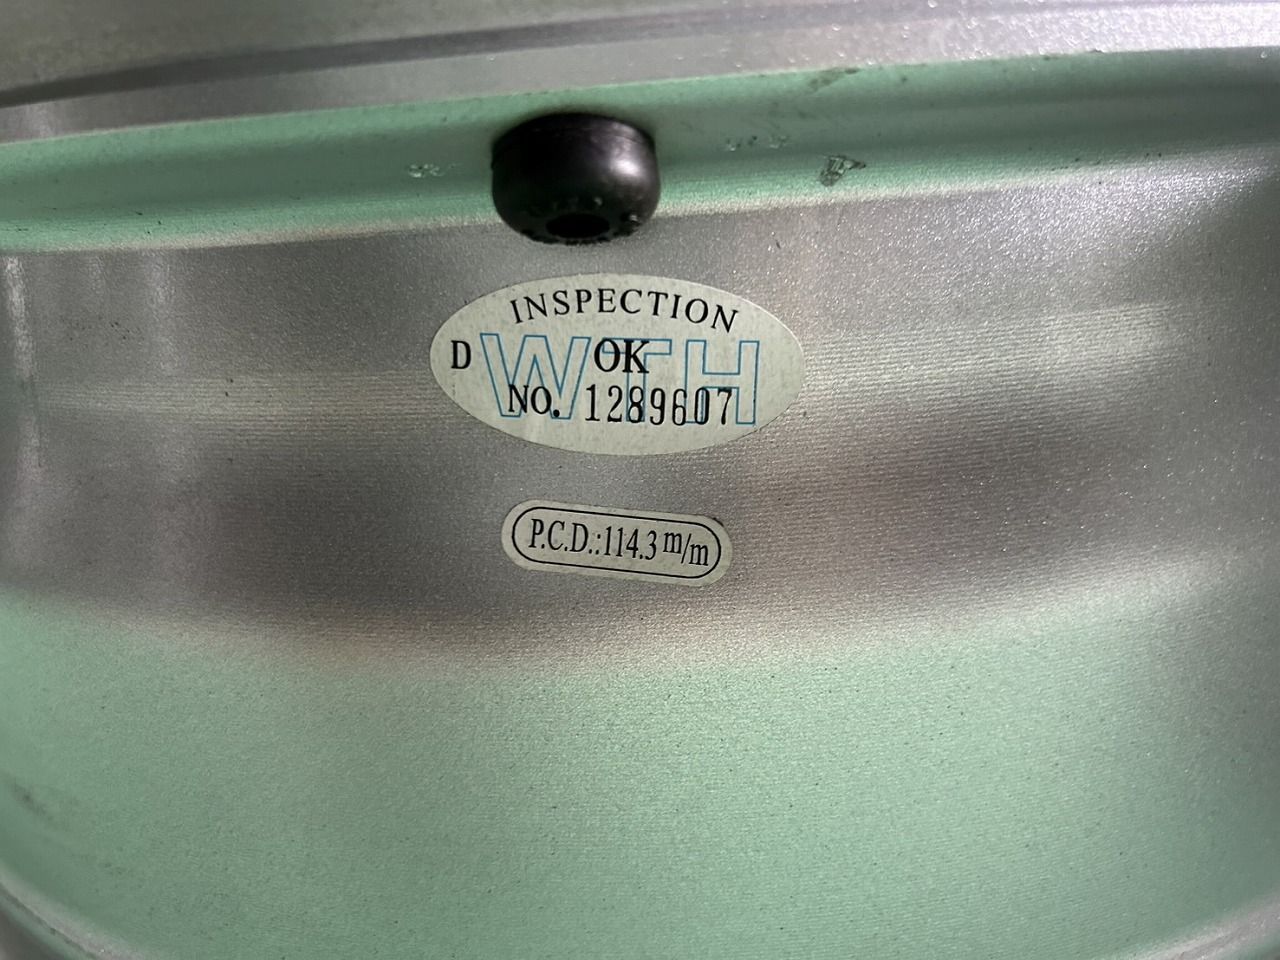 INSPECTION
D WTH OK
NO. 1289607
P.C.D.:114.3 m/m